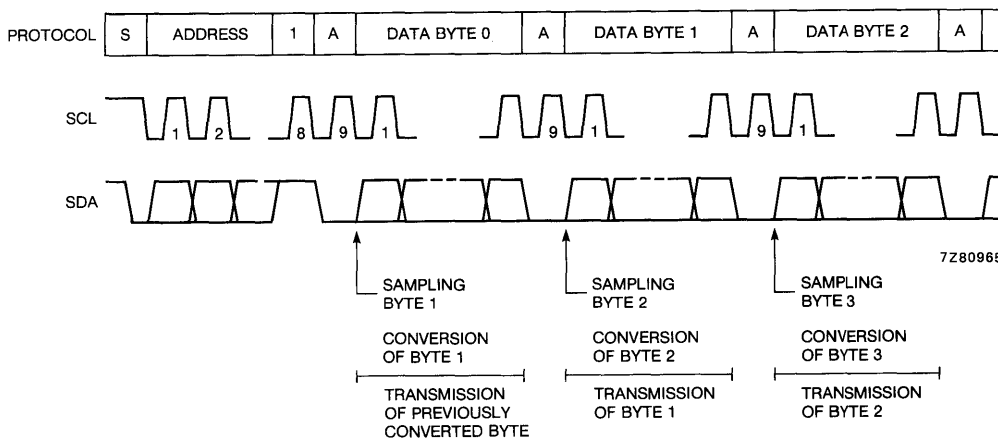 PROTOCOL S ADDRESS 1 A DATA BYTE 0 A DATA BYTE 1 A DATA BYTE 2 A
SCL 1 2 8 9 1 9 1 9 1
SDA
7Z80965
SAMPLING
BYTE 1
SAMPLING
BYTE 2
SAMPLING
BYTE 3
CONVERSION
OF BYTE 1
CONVERSION
OF BYTE 2
CONVERSION
OF BYTE 3
TRANSMISSION
OF PREVIOUSLY
CONVERTED BYTE
TRANSMISSION
OF BYTE 1
TRANSMISSION
OF BYTE 2